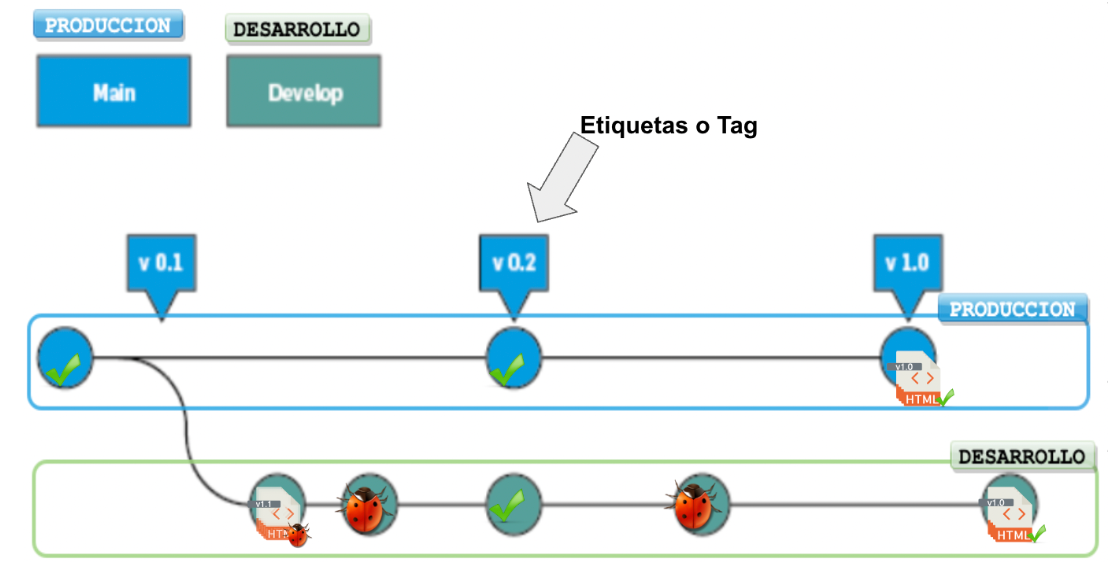 PRODUCCION
DESARROLLO
Main
Develop
Etiquetas o Tag
v 0.1
v 0.2
v 1.0
PRODUCCION
v1.0
HTML
DESARROLLO
v1.1
HT
v1.0
HTML